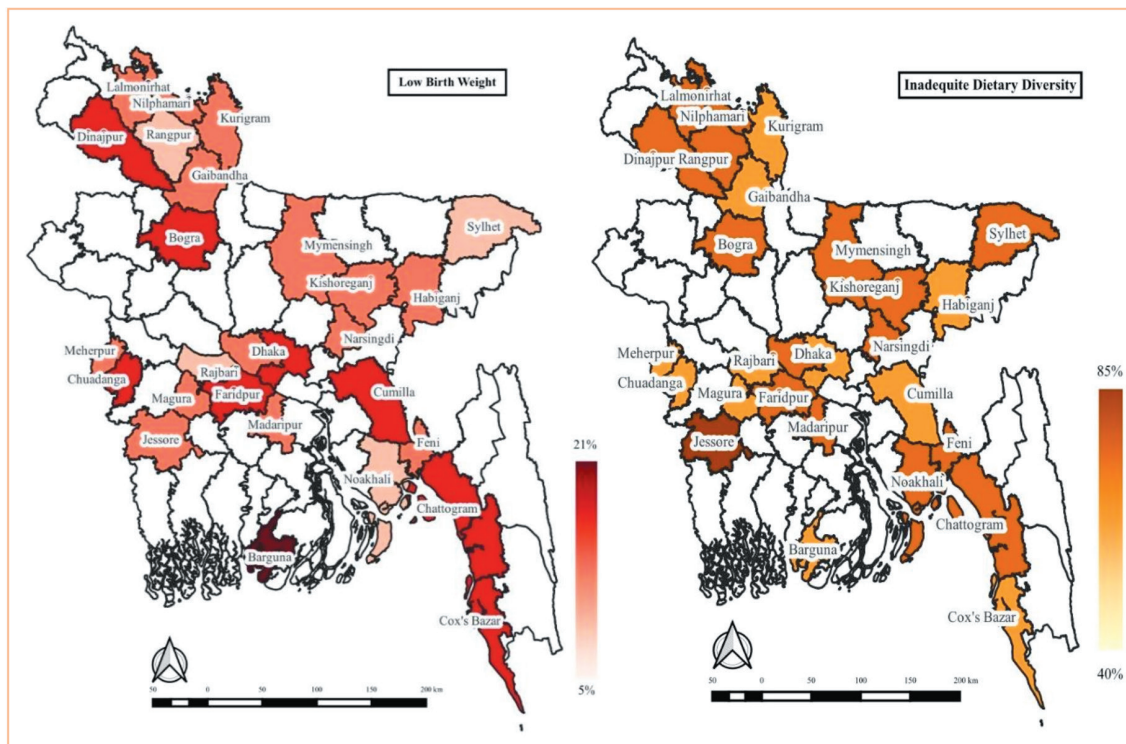 Low Birth Weight
Lalmonirhat
Nilphamari
Kurigram
Dinajpur
Rangpur
Gaibandha
Bogra
Sylhet
Mymensingh
Kishoreganj
Habiganj
Narsingdi
Meherpur
Dhaka
Rajbari
Chuadanga
Magura
Faridpur
Cumilla
Madaripur
Jessore
Feni
Noakhali
Chattogram
Barguna
Cox's Bazar
21%
5%
50 0 50 100 150 200 km
Inadequite Dietary Diversity
Lalmonirhat
Nilphamari
Kurigram
Dinajpur Rangpur
Gaibandha
Bogra
Sylhet
Mymensingh
Kishoreganj
Habiganj
Narsingdi
Meherpur
Rajbari
Dhaka
Chuadanga
Magura
Faridpur
Cumilla
Madaripur
Jessore
Feni
Noakhali
Chattogram
Barguna
Cox's Bazar
85%
40%
50 0 50 100 150 200 km